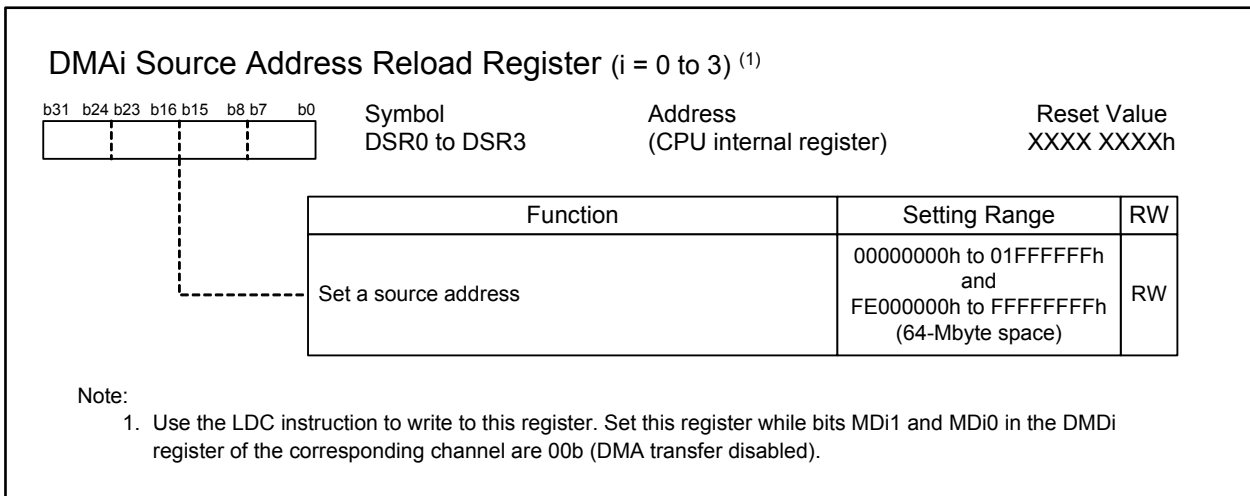 DMAi Source Address Reload Register (i = 0 to 3) (1)
b31 b24 b23 b16 b15 b8 b7 b0
Symbol Address Reset Value
DSR0 to DSR3 (CPU internal register) XXXX XXXXh
Function Setting Range RW
Set a source address
00000000h to 01FFFFFFh
and
FE000000h to FFFFFFFFh
(64-Mbyte space)
RW
Note:
1. Use the LDC instruction to write to this register. Set this register while bits MDi1 and MDi0 in the DMDi
register of the corresponding channel are 00b (DMA transfer disabled).